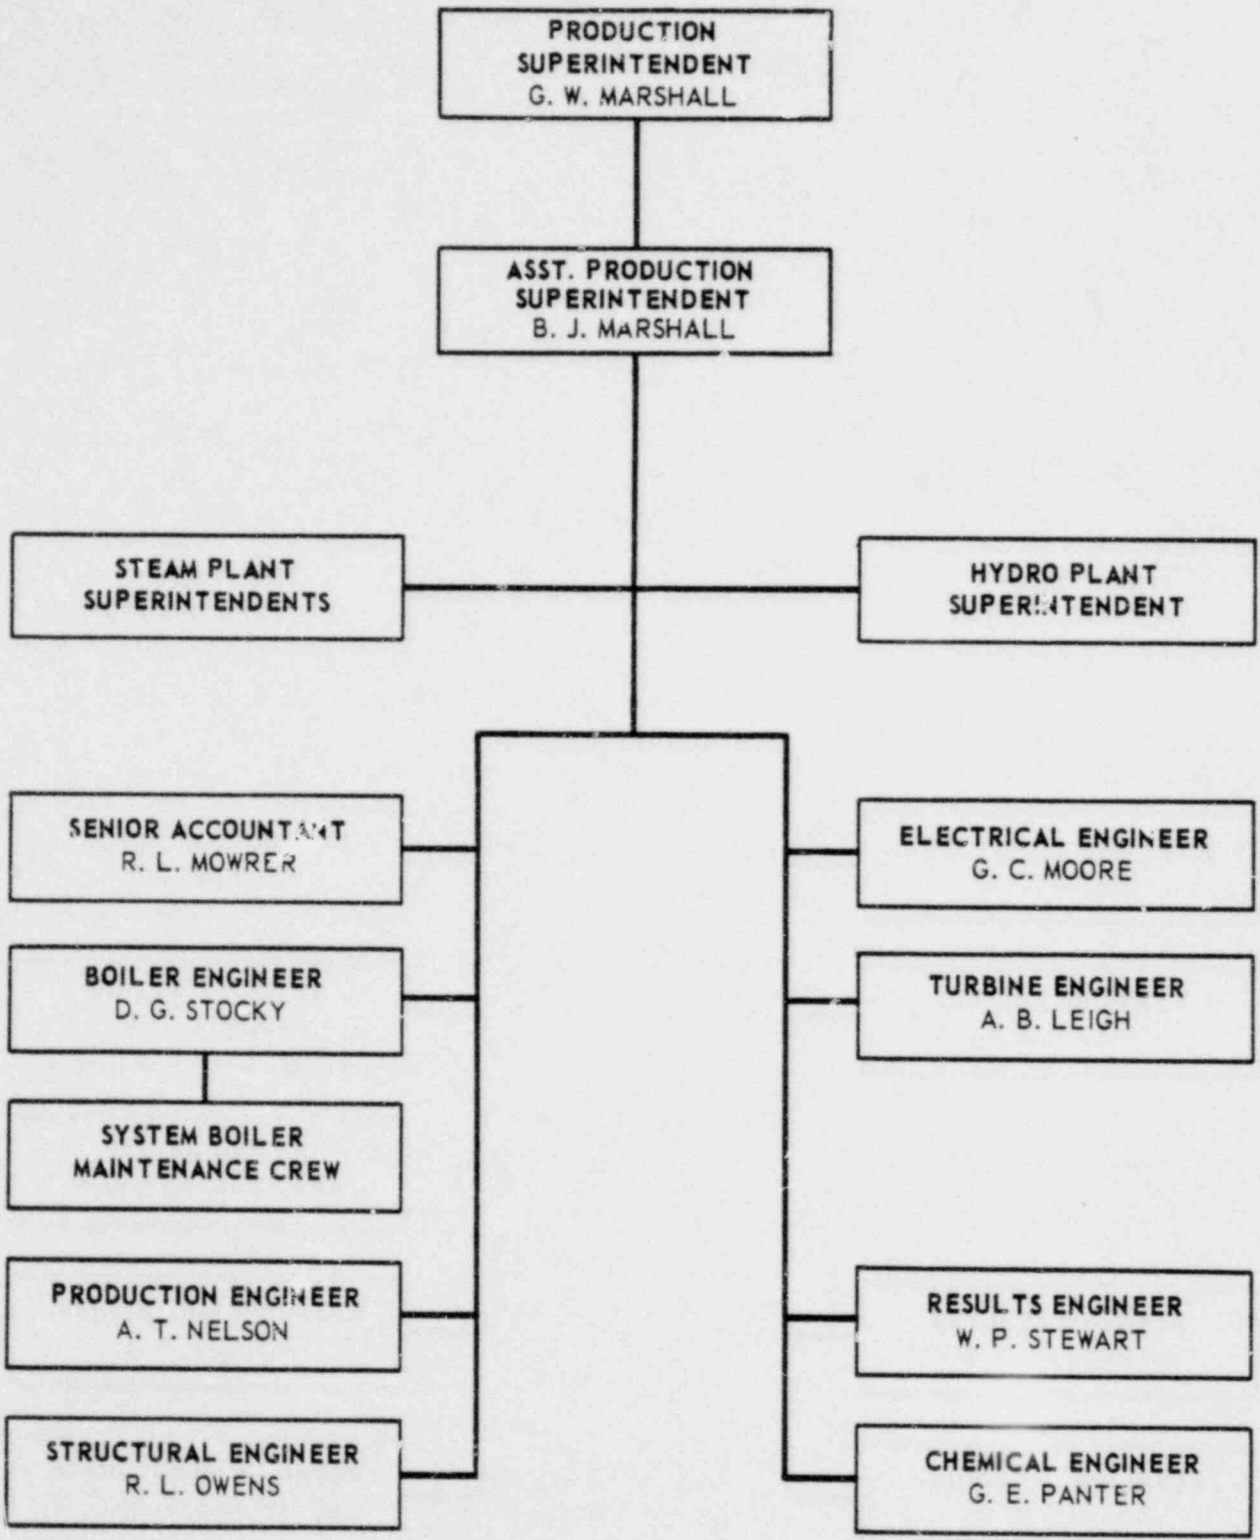 PRODUCTION
SUPERINTENDENT
G. W. MARSHALL
ASST. PRODUCTION
SUPERINTENDENT
B. J. MARSHALL
STEAM PLANT
SUPERINTENDENTS
HYDRO PLANT
SUPERINTENDENT
SENIOR ACCOUNTANT
R. L. MOWRER
BOILER ENGINEER
D. G. STOCKY
SYSTEM BOILER
MAINTENANCE CREW
PRODUCTION ENGINEER
A. T. NELSON
STRUCTURAL ENGINEER
R. L. OWENS
ELECTRICAL ENGINEER
G. C. MOORE
TURBINE ENGINEER
A. B. LEIGH
RESULTS ENGINEER
W. P. STEWART
CHEMICAL ENGINEER
G. E. PANTER